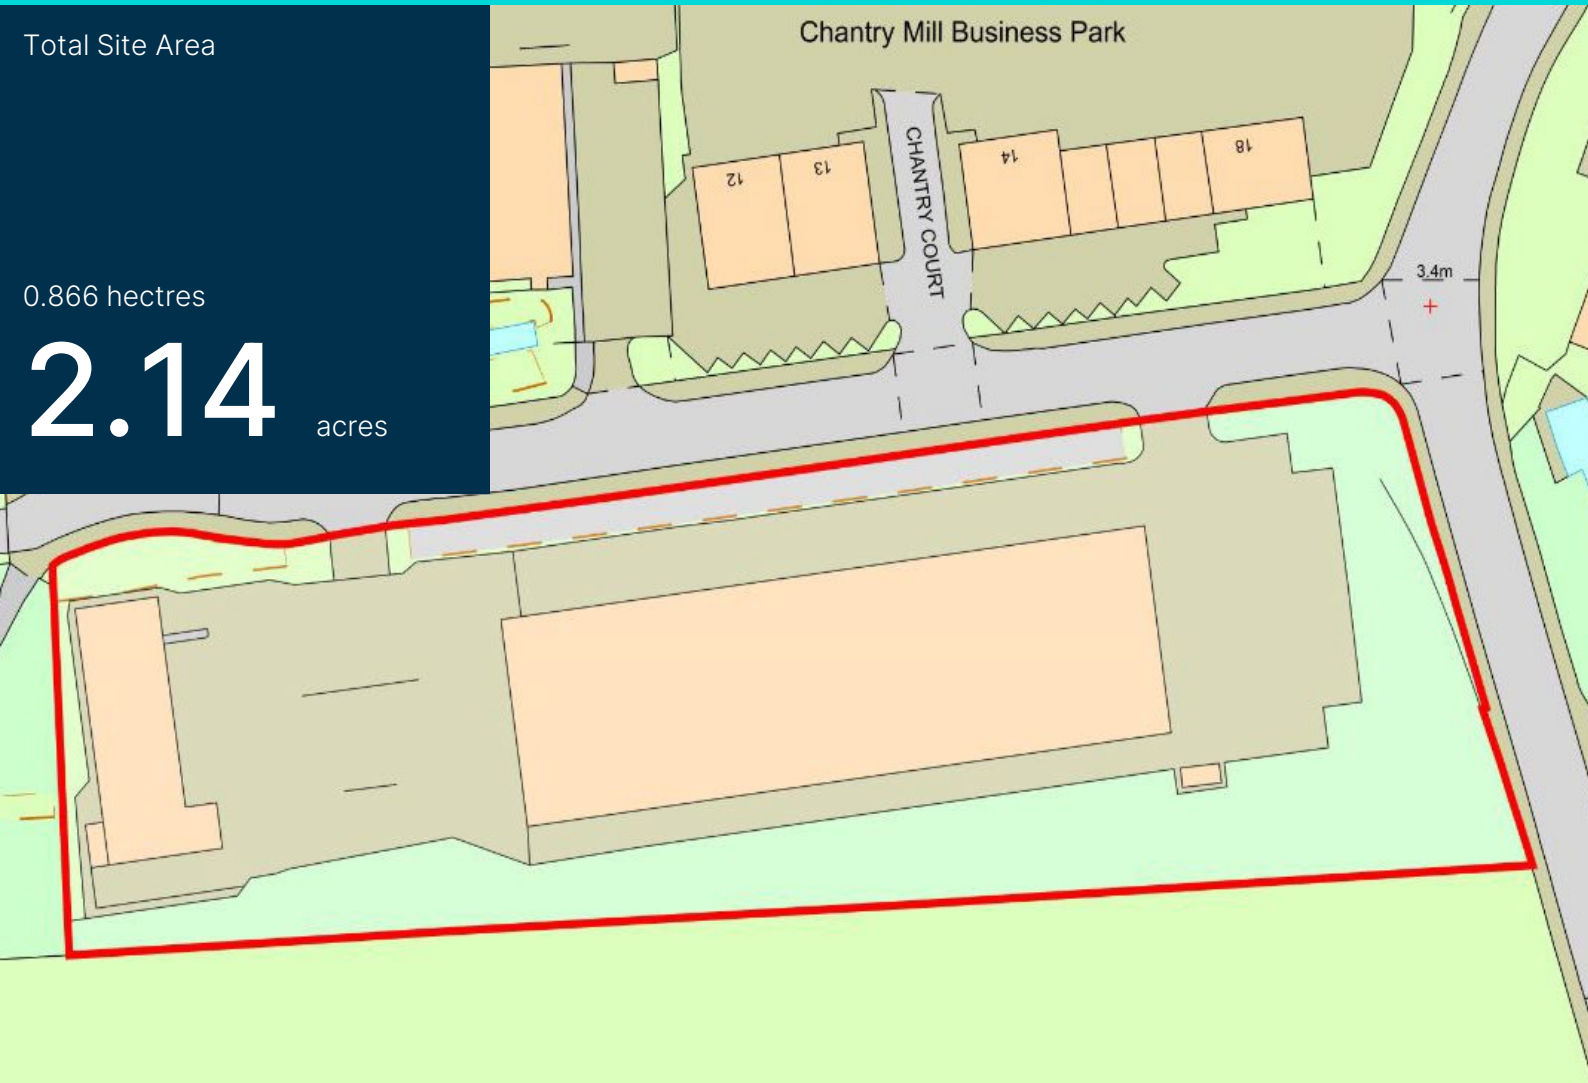 Total Site Area
0.866 hectres
2.14 acres
Chantry Mill Business Park
CHANTRY COURT
12
13
14
18
3.4m